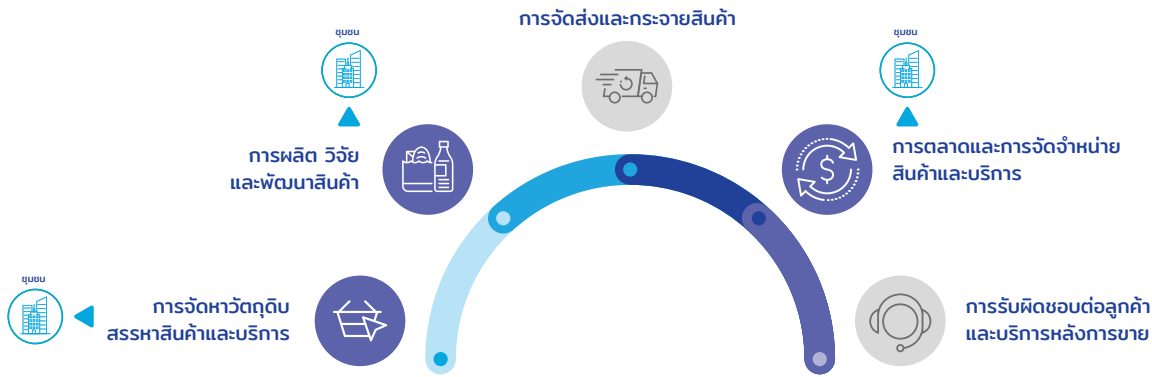 การจัดส่งและกระจายสินค้า
ชุมชน
ชุมชน
การผลิต วิจัย
และพัฒนาสินค้า
การตลาดและการจัดจำหน่าย
สินค้าและบริการ
ชุมชน
การจัดหาวัตถุดิบ
สรรหาสินค้าและบริการ
การรับผิดชอบต่อลูกค้า
และบริการหลังการขาย